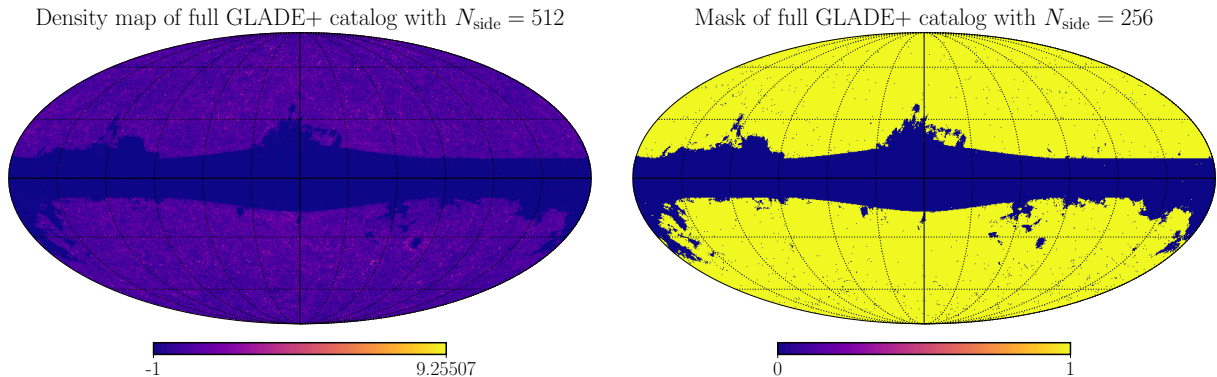 Density map of full GLADE+ catalog with N_side = 512
Mask of full GLADE+ catalog with N_side = 256
-1 9.25507
0 1